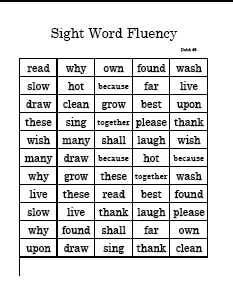 Sight Word Fluency
read why own found wash
slow hot because far live
draw clean grow best upon
these sing together please thank
wish many shall laugh wish
many draw because hot because
why grow these together wash
live these read best found
slow live thank laugh please
why found shall far own
upon draw sing thank clean